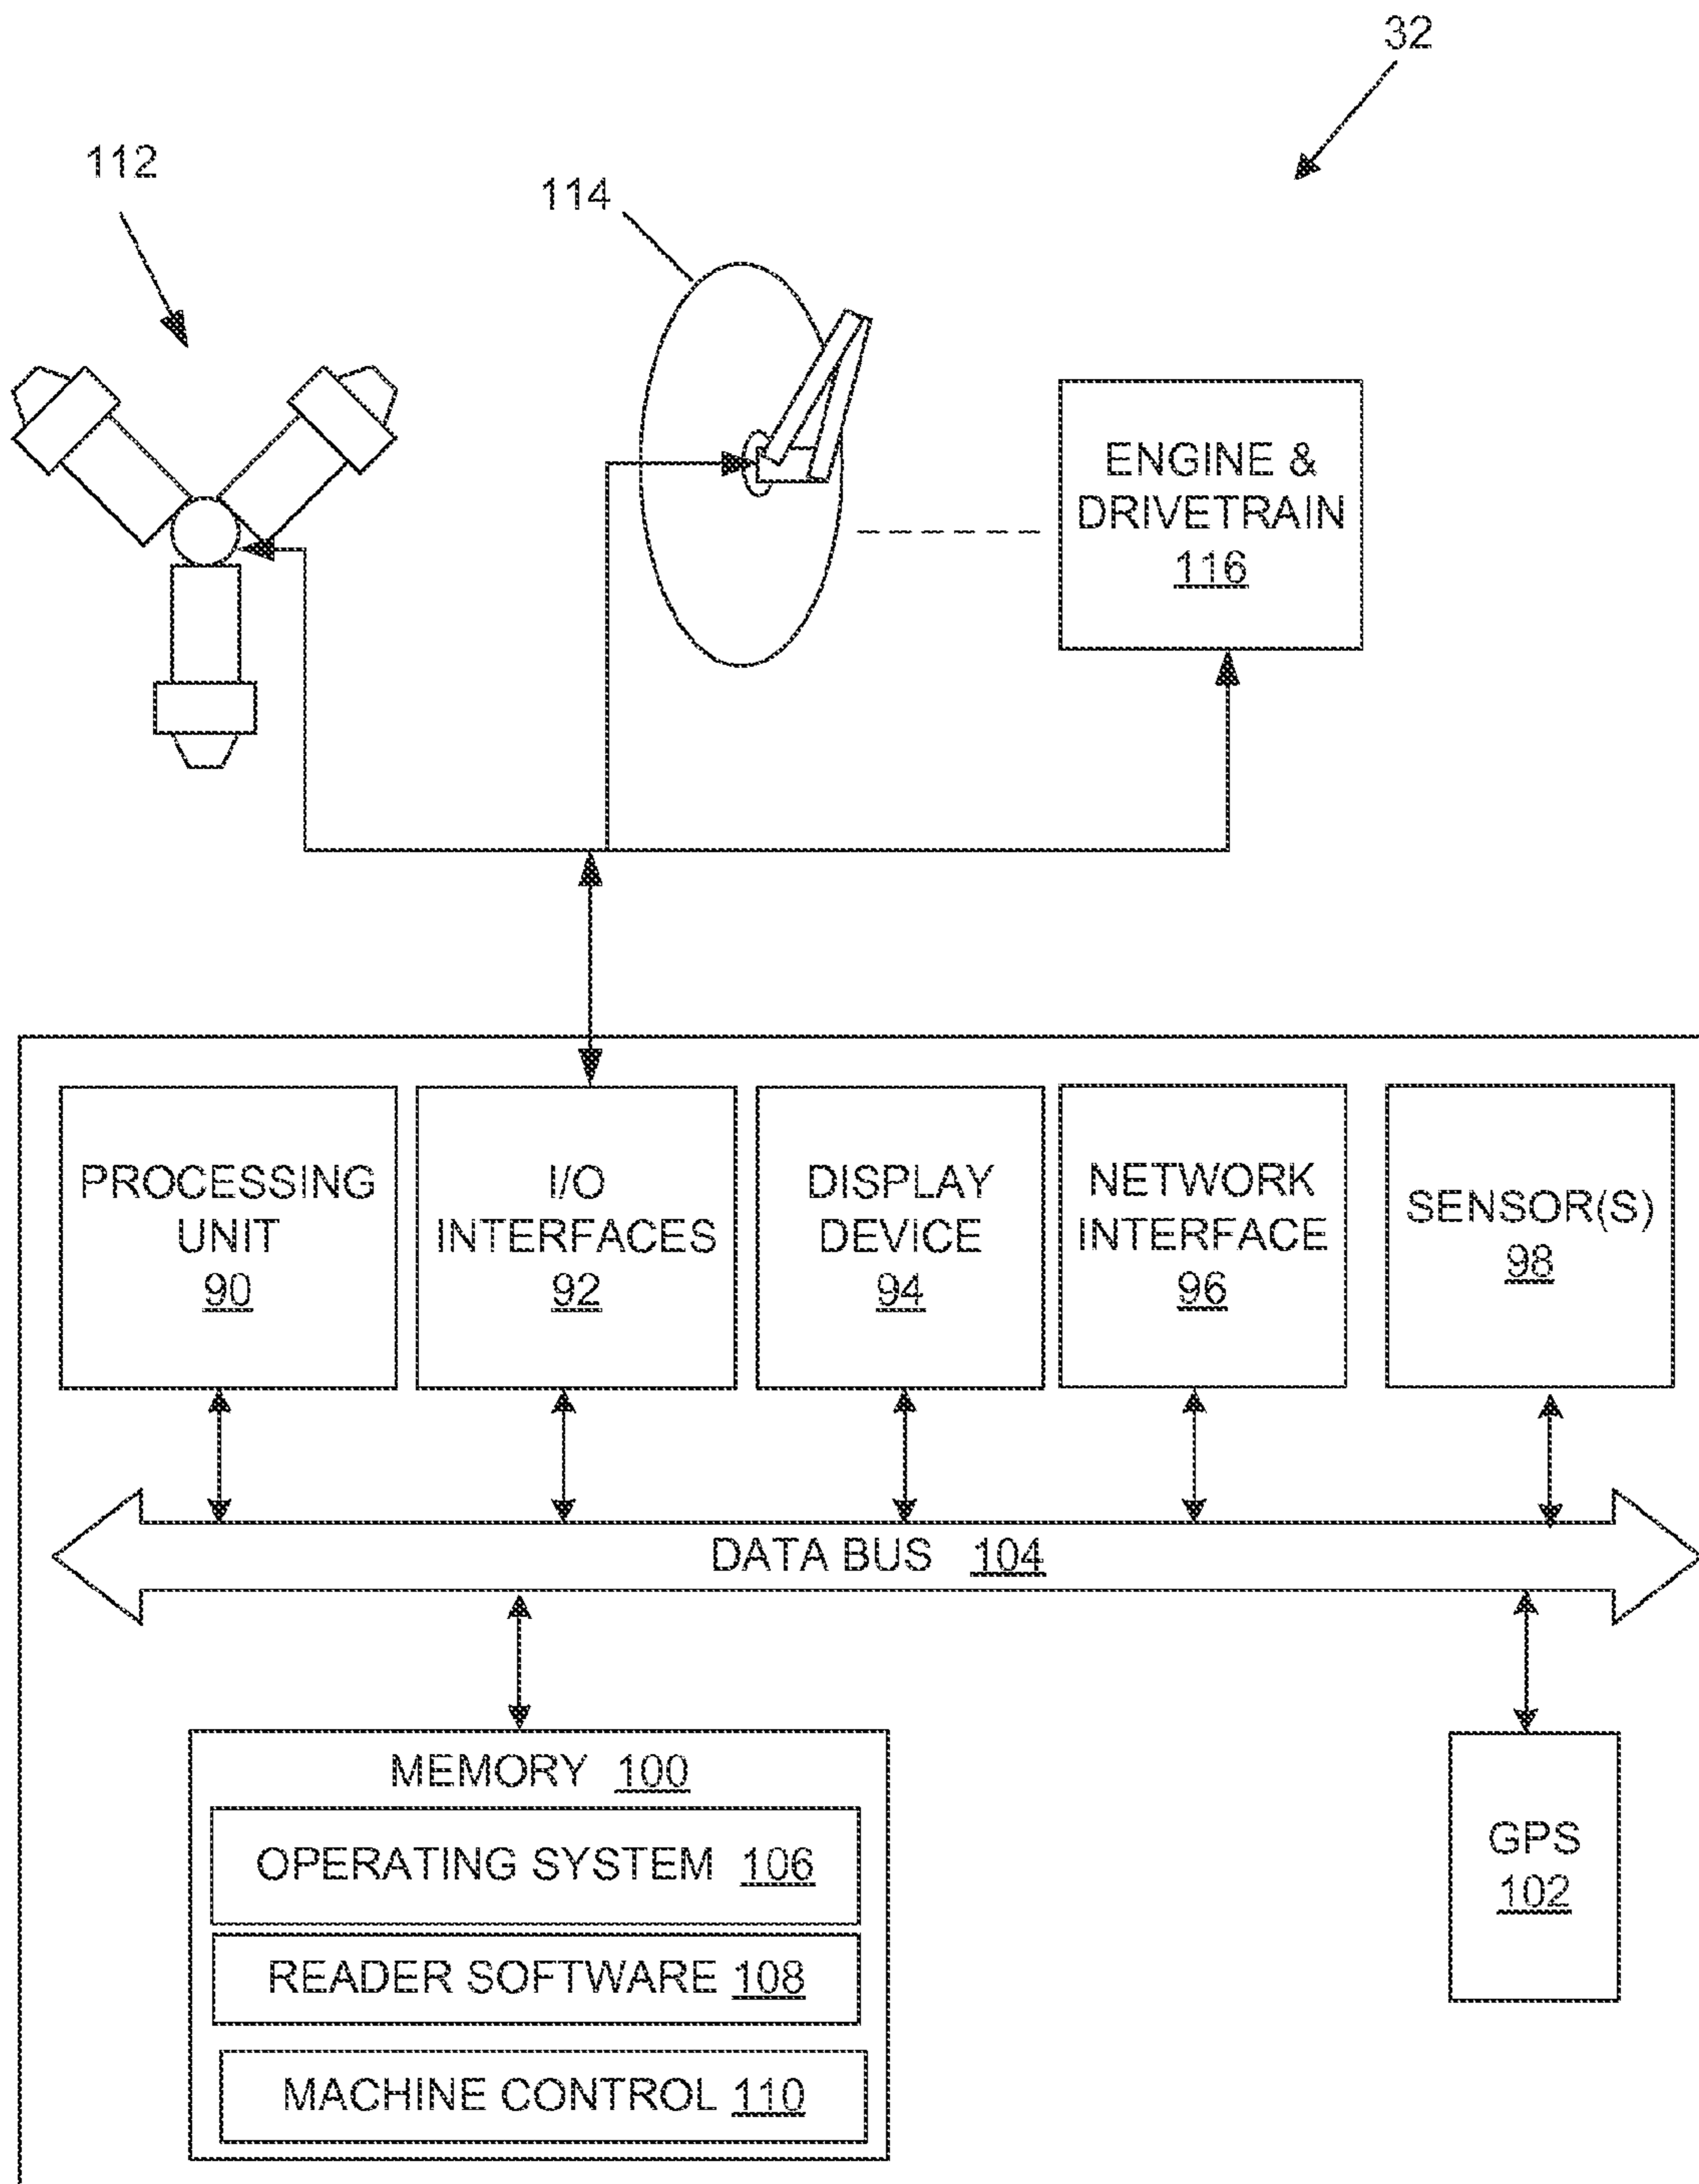 32
112
114
ENGINE &
DRIVETRAIN
116
PROCESSING
UNIT
90
I/O
INTERFACES
92
DISPLAY
DEVICE
94
NETWORK
INTERFACE
96
SENSOR(S)
98
DATA BUS 104
MEMORY 100
OPERATING SYSTEM 106
READER SOFTWARE 108
MACHINE CONTROL 110
GPS
102